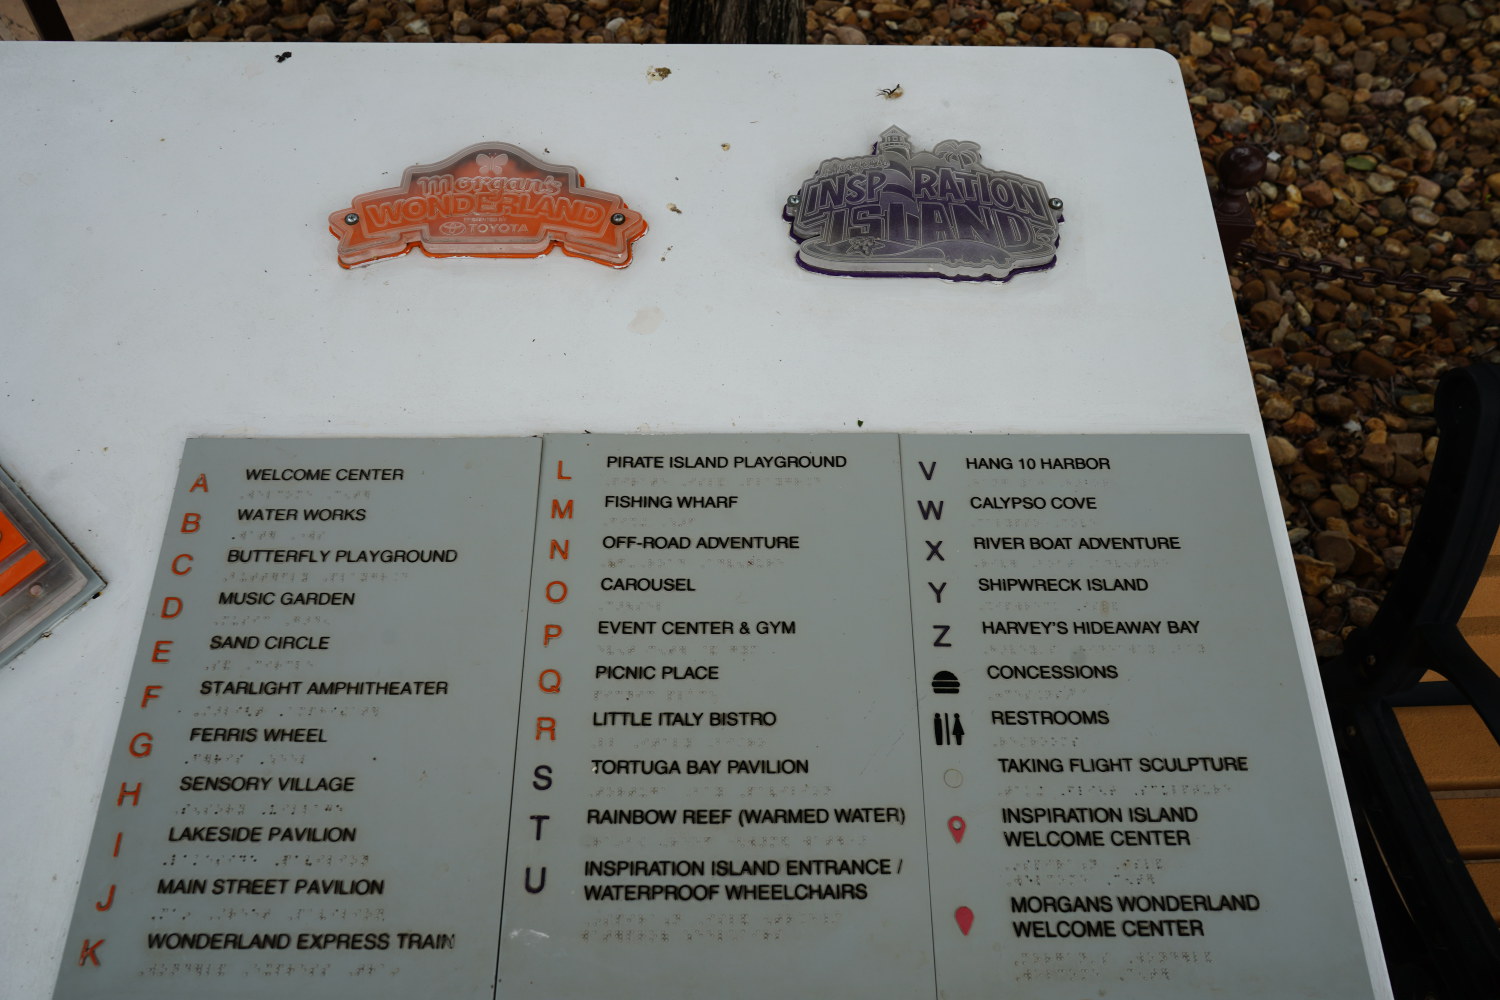 Morgan's
WONDERLAND
TOYOTA
INSPIRATION
ISLAND
A WELCOME CENTER
B WATER WORKS
C BUTTERFLY PLAYGROUND
D MUSIC GARDEN
E SAND CIRCLE
F STARLIGHT AMPHITHEATER
G FERRIS WHEEL
H SENSORY VILLAGE
I LAKESIDE PAVILION
J MAIN STREET PAVILION
K WONDERLAND EXPRESS TRAIN
L PIRATE ISLAND PLAYGROUND
M FISHING WHARF
N OFF-ROAD ADVENTURE
O CAROUSEL
P EVENT CENTER & GYM
Q PICNIC PLACE
R LITTLE ITALY BISTRO
S TORTUGA BAY PAVILION
T RAINBOW REEF (WARMED WATER)
U INSPIRATION ISLAND ENTRANCE /
WATERPROOF WHEELCHAIRS
V HANG 10 HARBOR
W CALYPSO COVE
X RIVER BOAT ADVENTURE
Y SHIPWRECK ISLAND
Z HARVEY'S HIDEAWAY BAY
CONCESSIONS
RESTROOMS
TAKING FLIGHT SCULPTURE
INSPIRATION ISLAND
WELCOME CENTER
MORGANS WONDERLAND
WELCOME CENTER